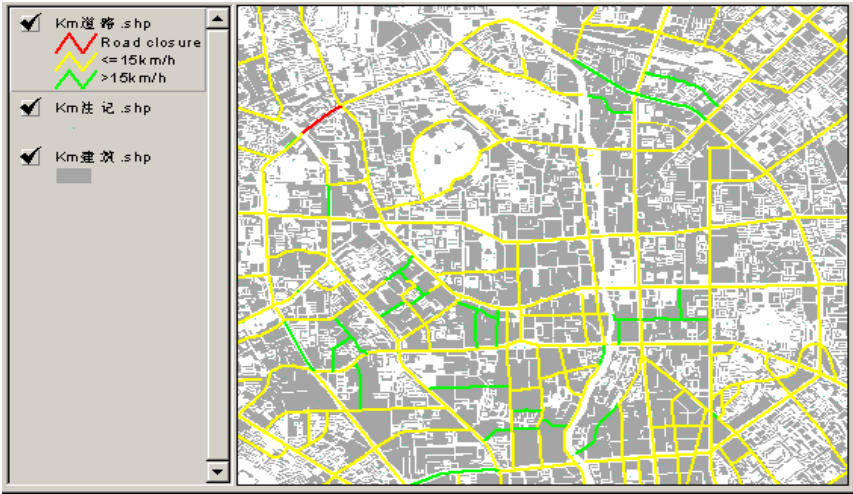 Km道路.shp
Road closure
<=15km/h
>15km/h
Km注记.shp
Km建筑.shp